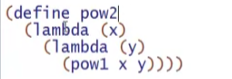 (define pow2
(lambda (x)
(lambda (y)
(pow1 x y))))